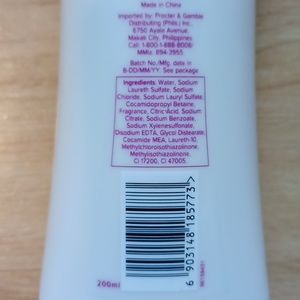 Made in China
Imported by: Procter & Gamble
Distributing (Phils) Inc.
6750 Ayala Avenue,
Makati City, Philippines
Call: 1-800-1-888-8008
MMla: 894-3955
Batch No./Mfg. date in
B-DD/MM/YY: See package
Ingredients: Water, Sodium
Laureth Sulfate, Sodium
Chloride, Sodium Lauryl Sulfate,
Cocamidopropyl Betaine,
Fragrance, Citric Acid, Sodium
Citrate, Sodium Benzoate,
Sodium Xylenesulfonate,
Disodium EDTA, Glycol Distearate,
Cocamide MEA, Laureth-10,
Methylchloroisothiazolinone,
Methylisothiazolinone,
CI 17200, CI 47005.
200ml
6 903148 185773